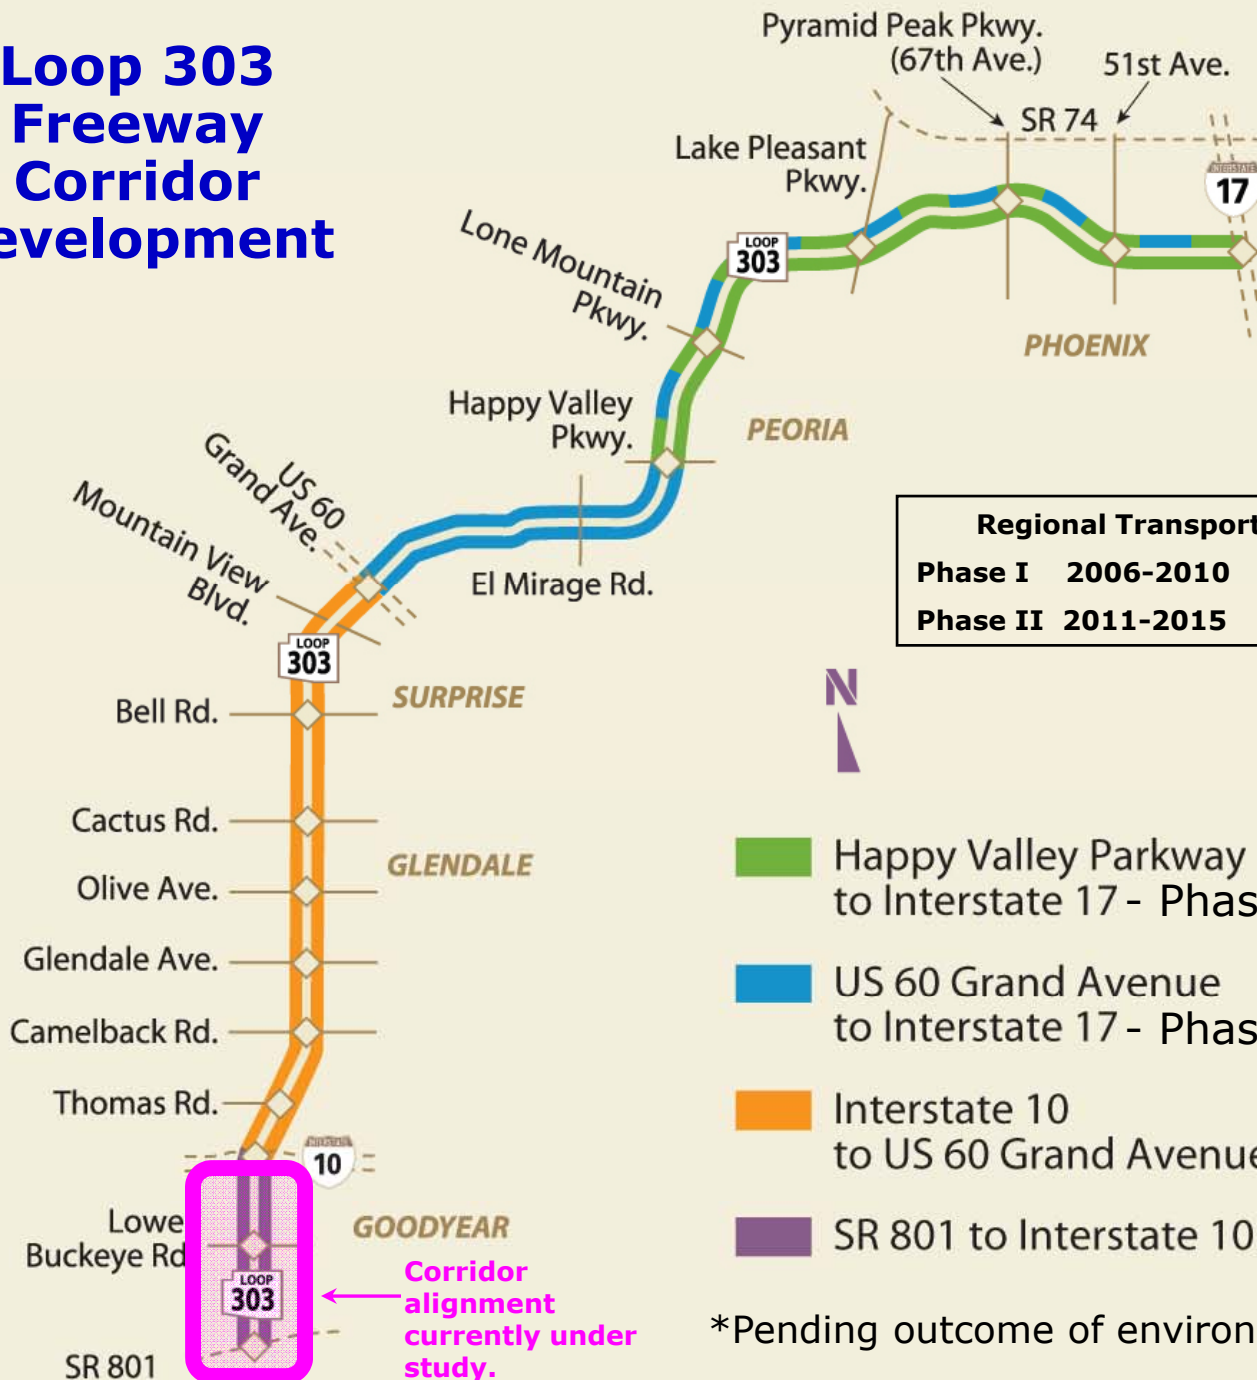 Loop 303
Freeway
Corridor
evelopment
Pyramid Peak Pkwy.
(67th Ave.)
51st Ave.
SR 74
Lake Pleasant
Pkwy.
INTERSTATE
17
LOOP
303
Lone Mountain
Pkwy.
PHOENIX
Happy Valley
Pkwy.
PEORIA
US 60
Grand Ave.
Mountain View
Blvd.
El Mirage Rd.
Regional Transport
Phase I 2006-2010
Phase II 2011-2015
LOOP
303
SURPRISE
N
Bell Rd.
Cactus Rd.
GLENDALE
Olive Ave.
Glendale Ave.
Camelback Rd.
Thomas Rd.
INTERSTATE
10
Happy Valley Parkway
to Interstate 17 - Phas
US 60 Grand Avenue
to Interstate 17 - Phas
Interstate 10
to US 60 Grand Avenue
SR 801 to Interstate 10
Lowe
Buckeye Rd
GOODYEAR
LOOP
303
Corridor
alignment
currently under
study.
SR 801
*Pending outcome of environ